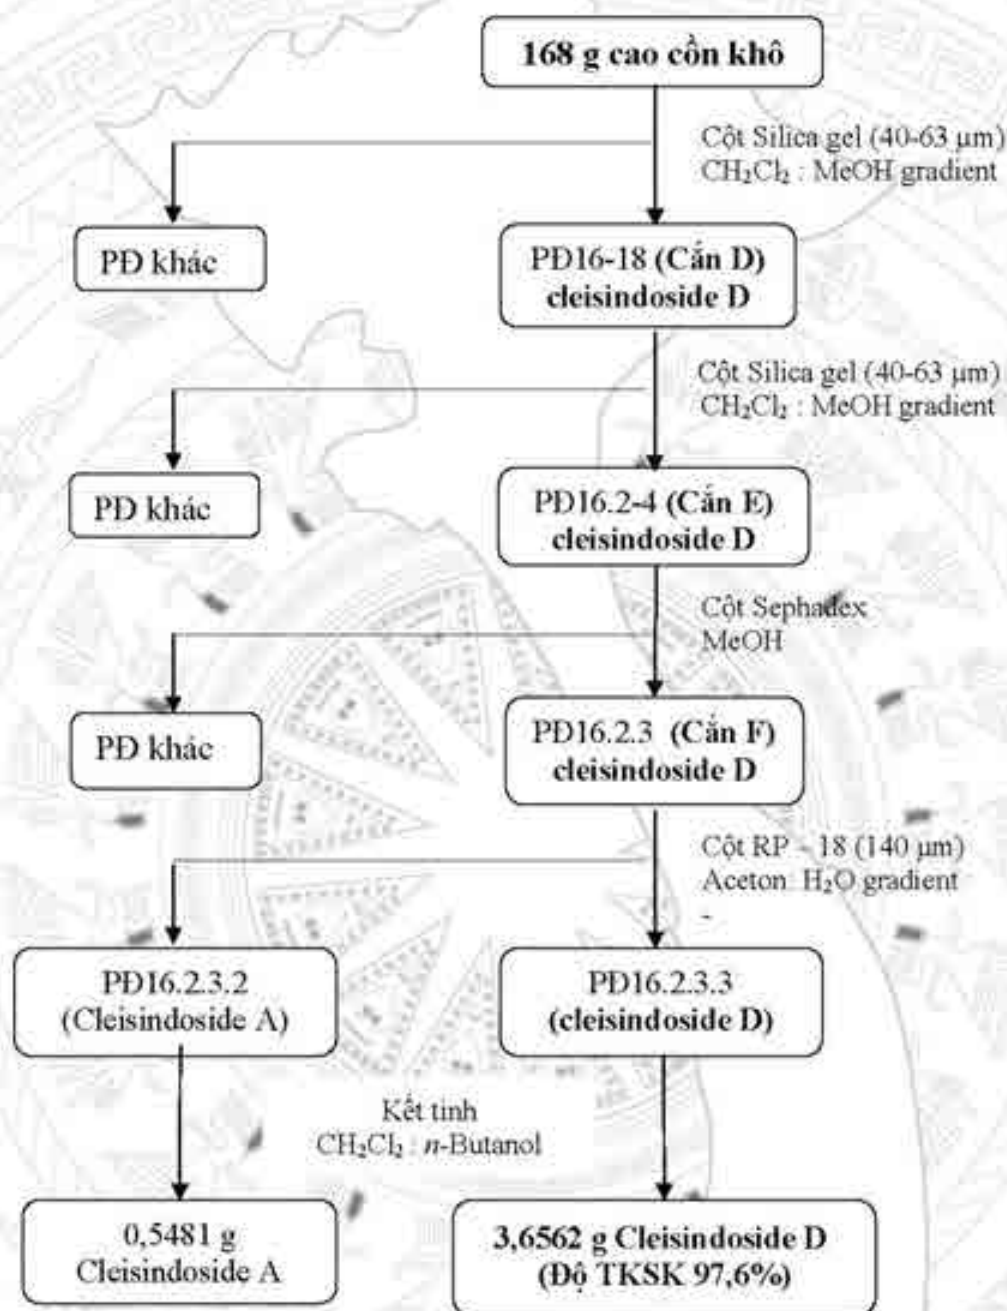 168 g cao cồn khô
Cột Silica gel (40-63 µm)
CH₂Cl₂ : MeOH gradient
PĐ khác
PĐ16-18 (Cắn D)
cleisindoside D
Cột Silica gel (40-63 µm)
CH₂Cl₂ : MeOH gradient
PĐ khác
PĐ16.2-4 (Cắn E)
cleisindoside D
Cột Sephadex
MeOH
PĐ khác
PĐ16.2.3 (Cắn F)
cleisindoside D
Cột RP - 18 (140 µm)
Aceton: H₂O gradient
-
PĐ16.2.3.2
(Cleisindoside A)
PĐ16.2.3.3
(cleisindoside D)
Kết tinh
CH₂Cl₂ : n-Butanol
0,5481 g
Cleisindoside A
3,6562 g Cleisindoside D
(Độ TKSK 97,6%)